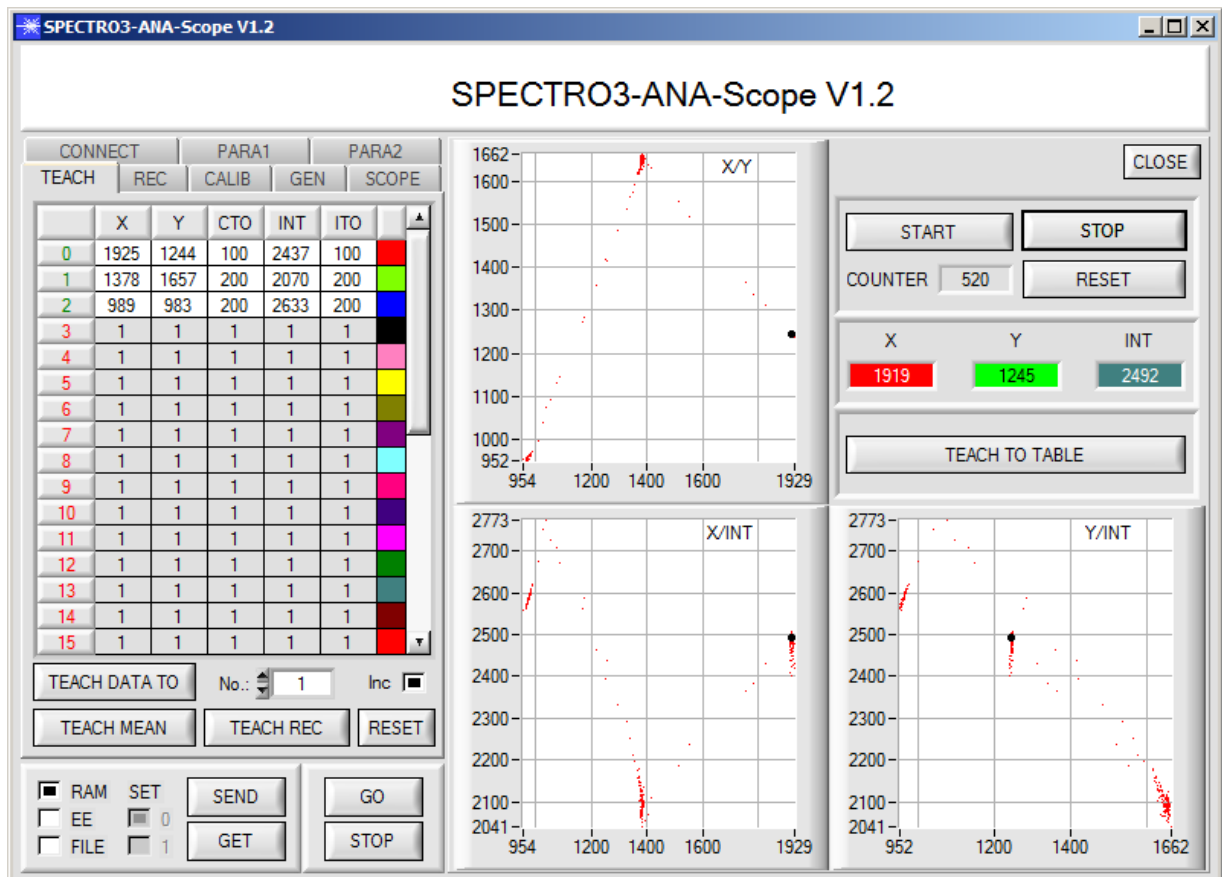 SPECTRO3-ANA-Scope V1.2
SPECTRO3-ANA-Scope V1.2
CONNECT PARA1 PARA2
TEACH REC CALIB GEN SCOPE
X Y CTO INT ITO
0 1925 1244 100 2437 100
1 1378 1657 200 2070 200
2 989 983 200 2633 200
3 1 1 1 1 1
4 1 1 1 1 1
5 1 1 1 1 1
6 1 1 1 1 1
7 1 1 1 1 1
8 1 1 1 1 1
9 1 1 1 1 1
10 1 1 1 1 1
11 1 1 1 1 1
12 1 1 1 1 1
13 1 1 1 1 1
14 1 1 1 1 1
15 1 1 1 1 1
TEACH DATA TO No.: 1 Inc
TEACH MEAN TEACH REC RESET
RAM SET SEND GO
EE 0
FILE 1 GET STOP
X/Y
1662
1600
1500
1400
1300
1200
1100
1000
952
954 1200 1400 1600 1929
CLOSE
START STOP
COUNTER 520 RESET
X Y INT
1919 1245 2492
TEACH TO TABLE
X/INT
2773
2700
2600
2500
2400
2300
2200
2100
2041
954 1200 1400 1600 1929
Y/INT
2773
2700
2600
2500
2400
2300
2200
2100
2041
952 1200 1400 1662